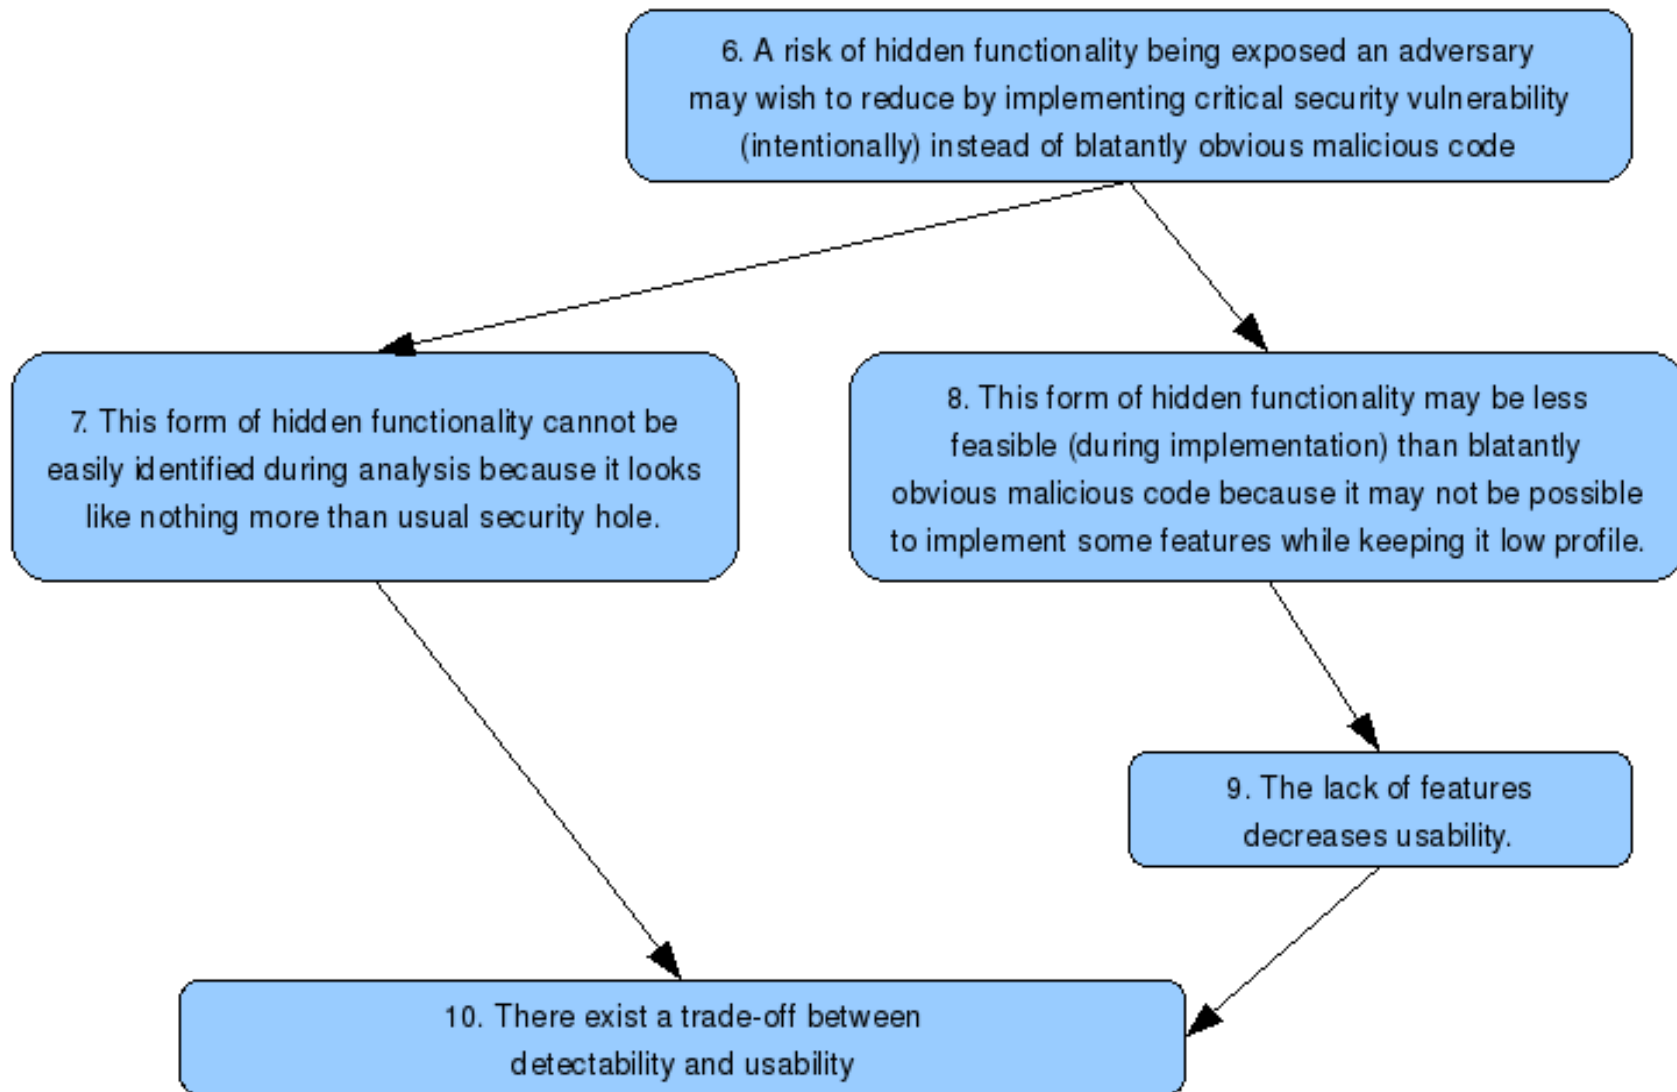 6. A risk of hidden functionality being exposed an adversary
may wish to reduce by implementing critical security vulnerability
(intentionally) instead of blatantly obvious malicious code
7. This form of hidden functionality cannot be
easily identified during analysis because it looks
like nothing more than usual security hole.
8. This form of hidden functionality may be less
feasible (during implementation) than blatantly
obvious malicious code because it may not be possible
to implement some features while keeping it low profile.
9. The lack of features
decreases usability.
10. There exist a trade-off between
detectability and usability